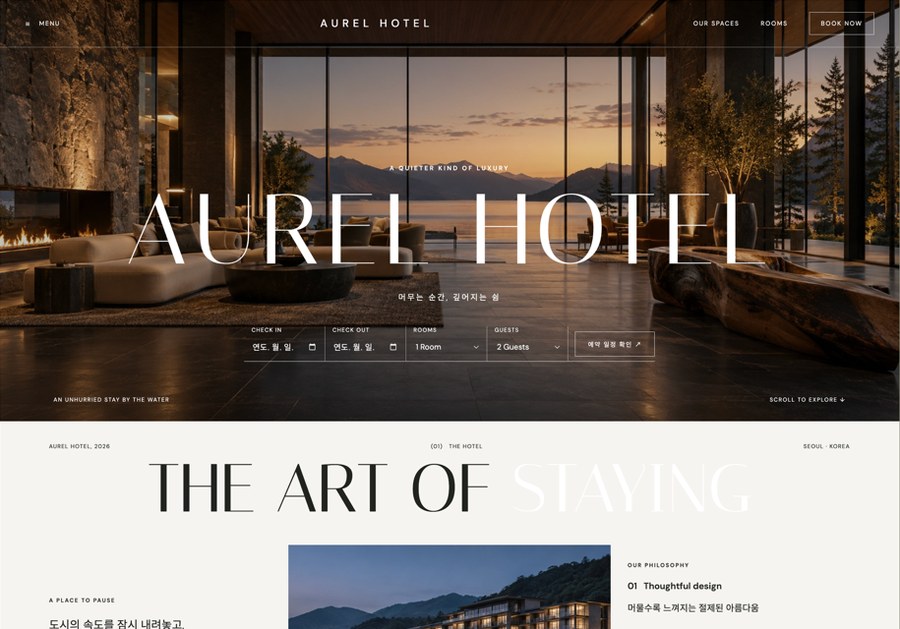 MENU
AUREL HOTEL
OUR SPACES
ROOMS
BOOK NOW
A QUIETER KIND OF LUXURY
AUREL HOTEL
머무는 순간, 깊어지는 쉼
CHECK IN
CHECK OUT
ROOMS
GUESTS
연도. 월. 일.
연도. 월. 일.
1 Room
2 Guests
예약 일정 확인 ↗
AN UNHURRIED STAY BY THE WATER
SCROLL TO EXPLORE ↓
AUREL HOTEL, 2026
(01) THE HOTEL
SEOUL · KOREA
THE ART OF STAYING
OUR PHILOSOPHY
01 Thoughtful design
머물수록 느껴지는 절제된 아름다움
A PLACE TO PAUSE
도시의 속도를 잠시 내려놓고,